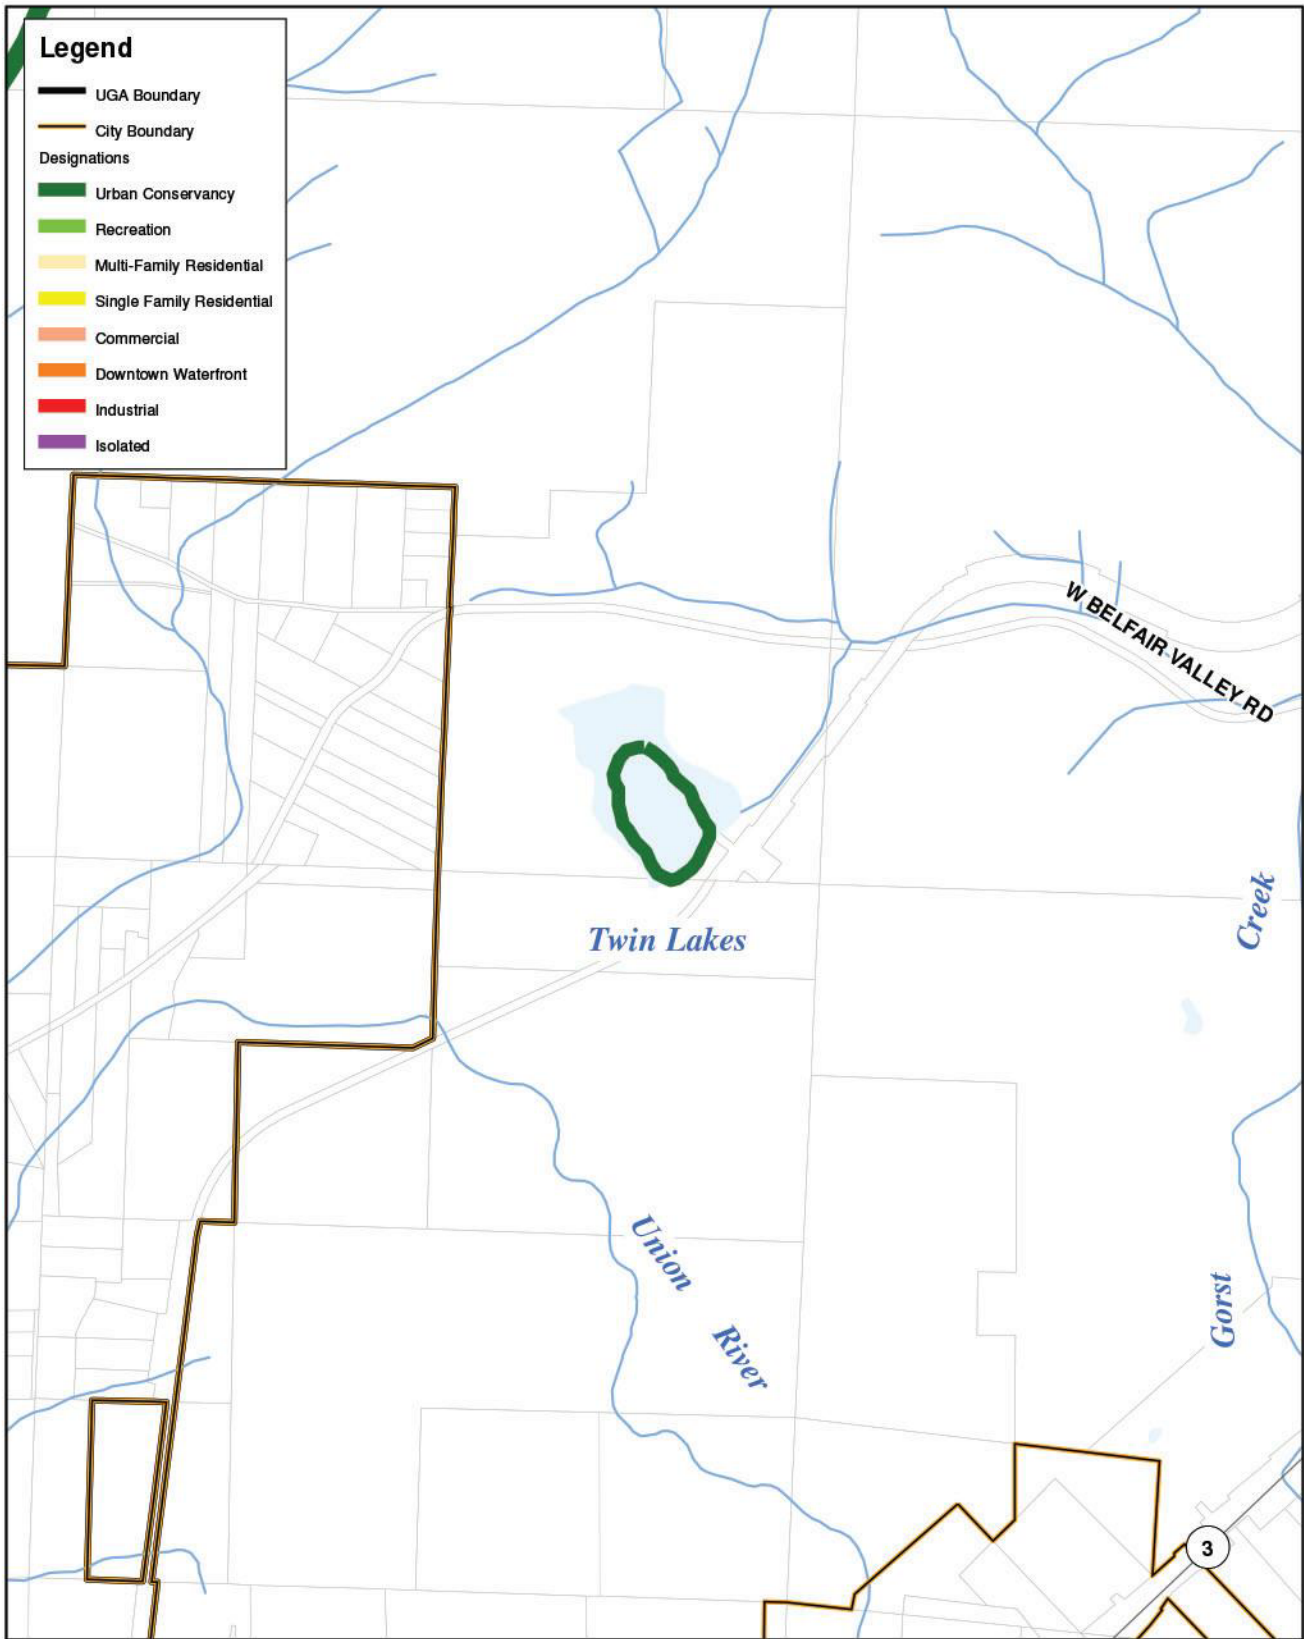 Legend
UGA Boundary
City Boundary
Designations
Urban Conservancy
Recreation
Multi-Family Residential
Single Family Residential
Commercial
Downtown Waterfront
Industrial
Isolated
W BELFAIR VALLEY RD
Twin Lakes
Creek
Union
River
Gorst
3